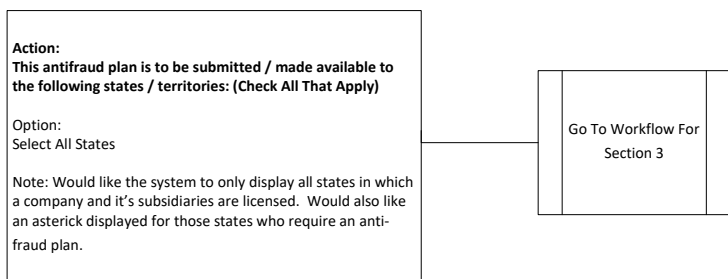 Action:
This antifraud plan is to be submitted / made available to
the following states / territories: (Check All That Apply)
Option:
Select All States
Note: Would like the system to only display all states in which
a company and it's subsidiaries are licensed.  Would also like
an asterick displayed for those states who require an anti-
fraud plan.
Go To Workflow For
Section 3